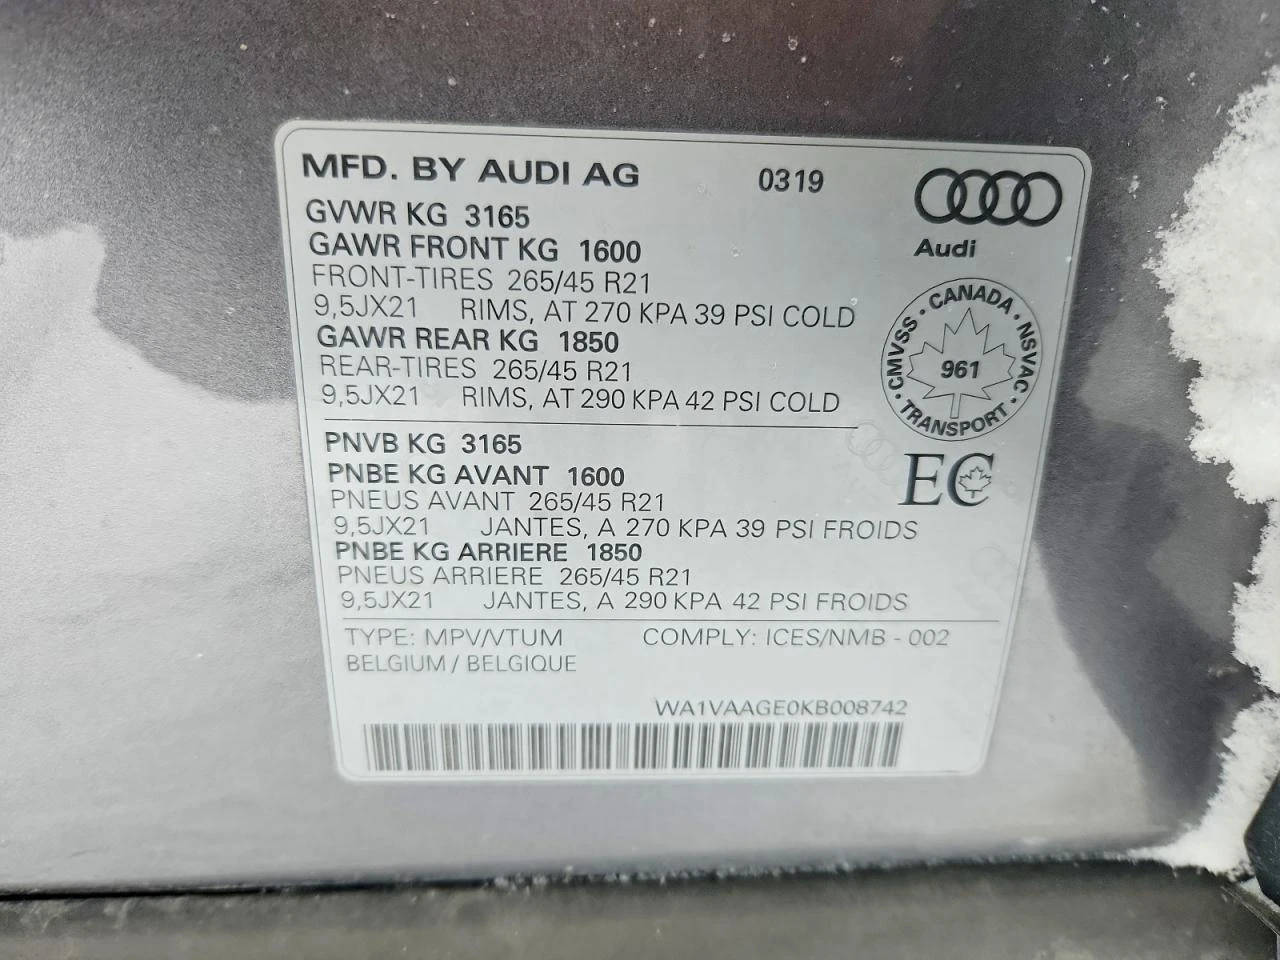 MFD. BY AUDI AG 0319
Audi
GVWR KG 3165
GAWR FRONT KG 1600
FRONT-TIRES 265/45 R21
9,5JX21 RIMS, AT 270 KPA 39 PSI COLD
GAWR REAR KG 1850
REAR-TIRES 265/45 R21
9,5JX21 RIMS, AT 290 KPA 42 PSI COLD
CMVSS · CANADA · NSVAC · TRANSPORT ·
961
PNVB KG 3165
PNBE KG AVANT 1600
PNEUS AVANT 265/45 R21
9,5JX21 JANTES, A 270 KPA 39 PSI FROIDS
EC
PNBE KG ARRIERE 1850
PNEUS ARRIERE 265/45 R21
9,5JX21 JANTES, A 290 KPA 42 PSI FROIDS
TYPE: MPV/VTUM COMPLY: ICES/NMB - 002
BELGIUM / BELGIQUE
WA1VAAGE0KB008742